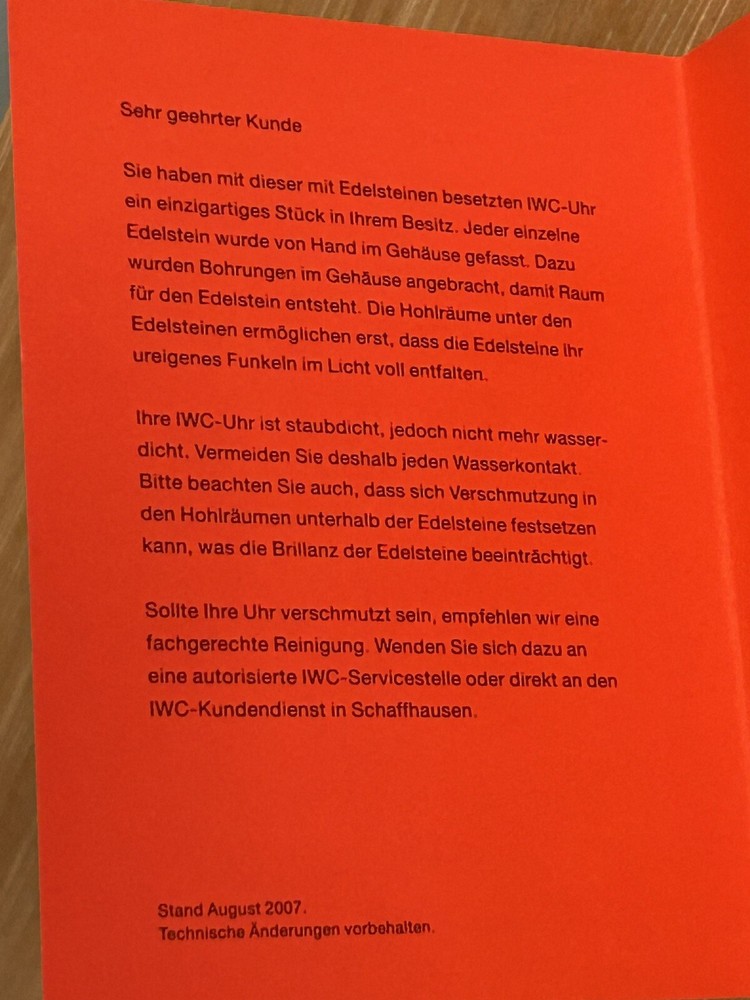 Sehr geehrter Kunde
Sie haben mit dieser mit Edelsteinen besetzten IWC-Uhr
ein einzigartiges Stück in Ihrem Besitz. Jeder einzelne
Edelstein wurde von Hand im Gehäuse gefasst. Dazu
wurden Bohrungen im Gehäuse angebracht, damit Raum
für den Edelstein entsteht. Die Hohlräume unter den
Edelsteinen ermöglichen erst, dass die Edelsteine ihr
ureigenes Funkeln im Licht voll entfalten.
Ihre IWC-Uhr ist staubdicht, jedoch nicht mehr wasser-
dicht. Vermeiden Sie deshalb jeden Wasserkontakt.
Bitte beachten Sie auch, dass sich Verschmutzung in
den Hohlräumen unterhalb der Edelsteine festsetzen
kann, was die Brillanz der Edelsteine beeinträchtigt.
Sollte Ihre Uhr verschmutzt sein, empfehlen wir eine
fachgerechte Reinigung. Wenden Sie sich dazu an
eine autorisierte IWC-Servicestelle oder direkt an den
IWC-Kundendienst in Schaffhausen.
Stand August 2007.
Technische Änderungen vorbehalten.